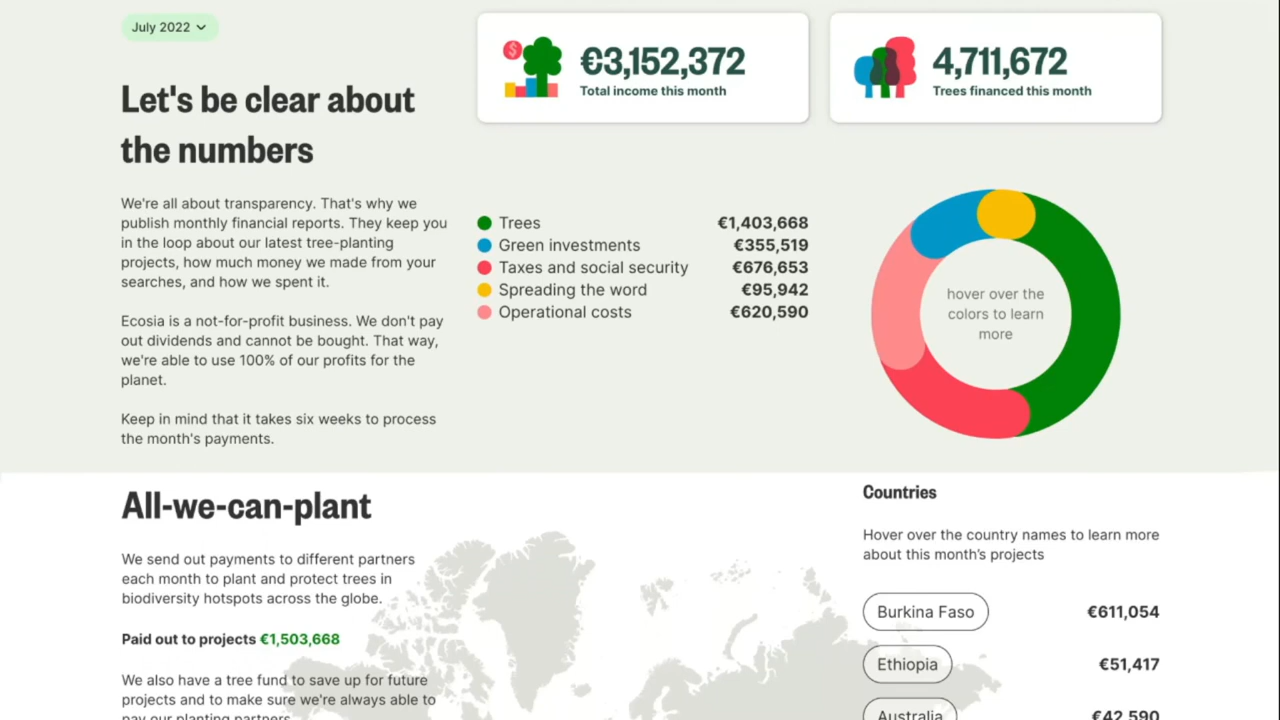 July 2022
Let's be clear about
the numbers
We're all about transparency. That's why we
publish monthly financial reports. They keep you
in the loop about our latest tree-planting
projects, how much money we made from your
searches, and how we spent it.
Ecosia is a not-for-profit business. We don't pay
out dividends and cannot be bought. That way,
we're able to use 100% of our profits for the
planet.
Keep in mind that it takes six weeks to process
the month's payments.
€3,152,372
Total income this month
4,711,672
Trees financed this month
Trees €1,403,668
Green investments €355,519
Taxes and social security €676,653
Spreading the word €95,942
Operational costs €620,590
hover over the
colors to learn
more
All-we-can-plant
We send out payments to different partners
each month to plant and protect trees in
biodiversity hotspots across the globe.
Paid out to projects €1,503,668
We also have a tree fund to save up for future
projects and to make sure we're always able to
pay our planting partners
Countries
Hover over the country names to learn more
about this month's projects
Burkina Faso €611,054
Ethiopia €51,417
Australia €42,590